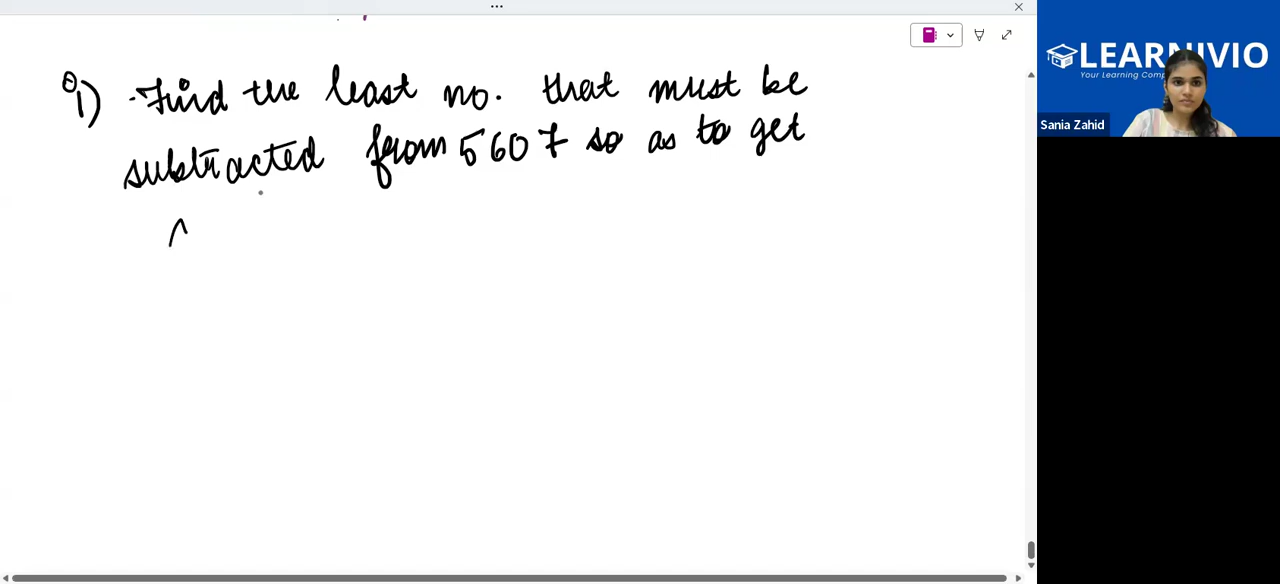 LEARNIVIO
Your Learning Comp
Sania Zahid
Q1) Find the least no. that must be
subtracted from 5607 so as to get